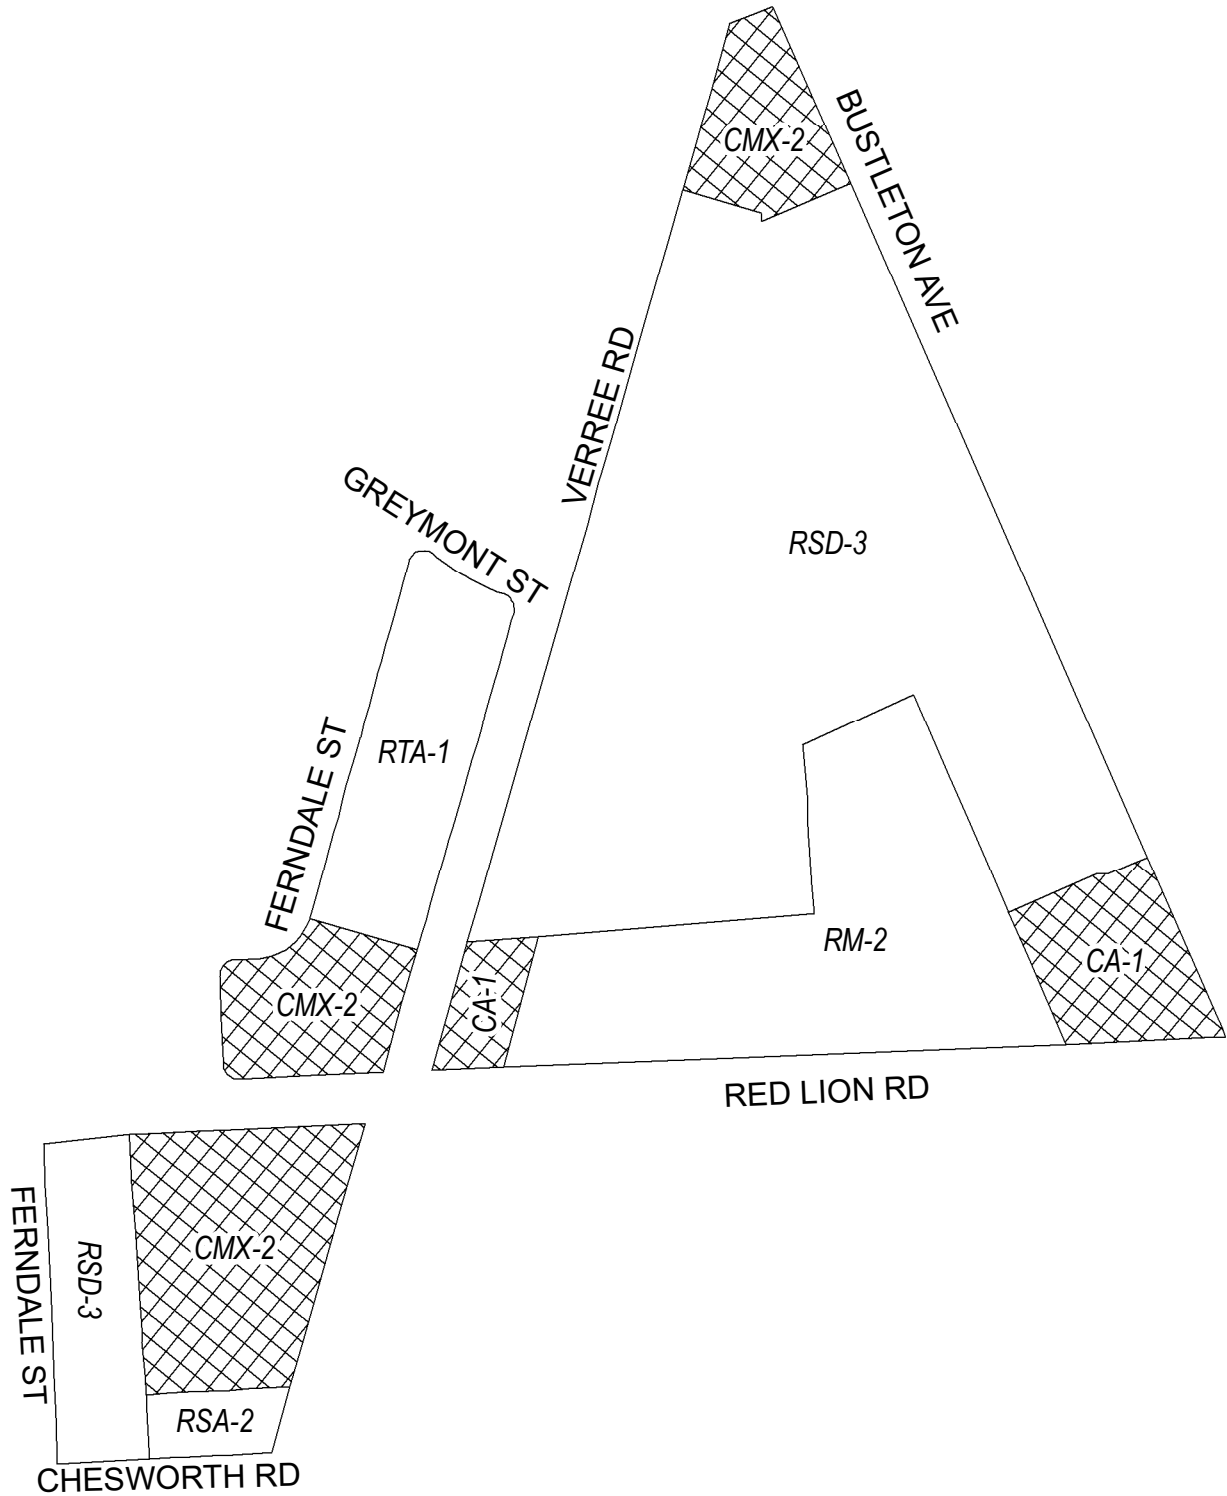 CMX-2
BUSTLETON AVE
VERREE RD
GREYMONT ST
RSD-3
FERNDALE ST
RTA-1
RM-2
CA-1
CMX-2
CA-1
RED LION RD
FERNDALE ST
RSD-3
CMX-2
RSA-2
CHESWORTH RD